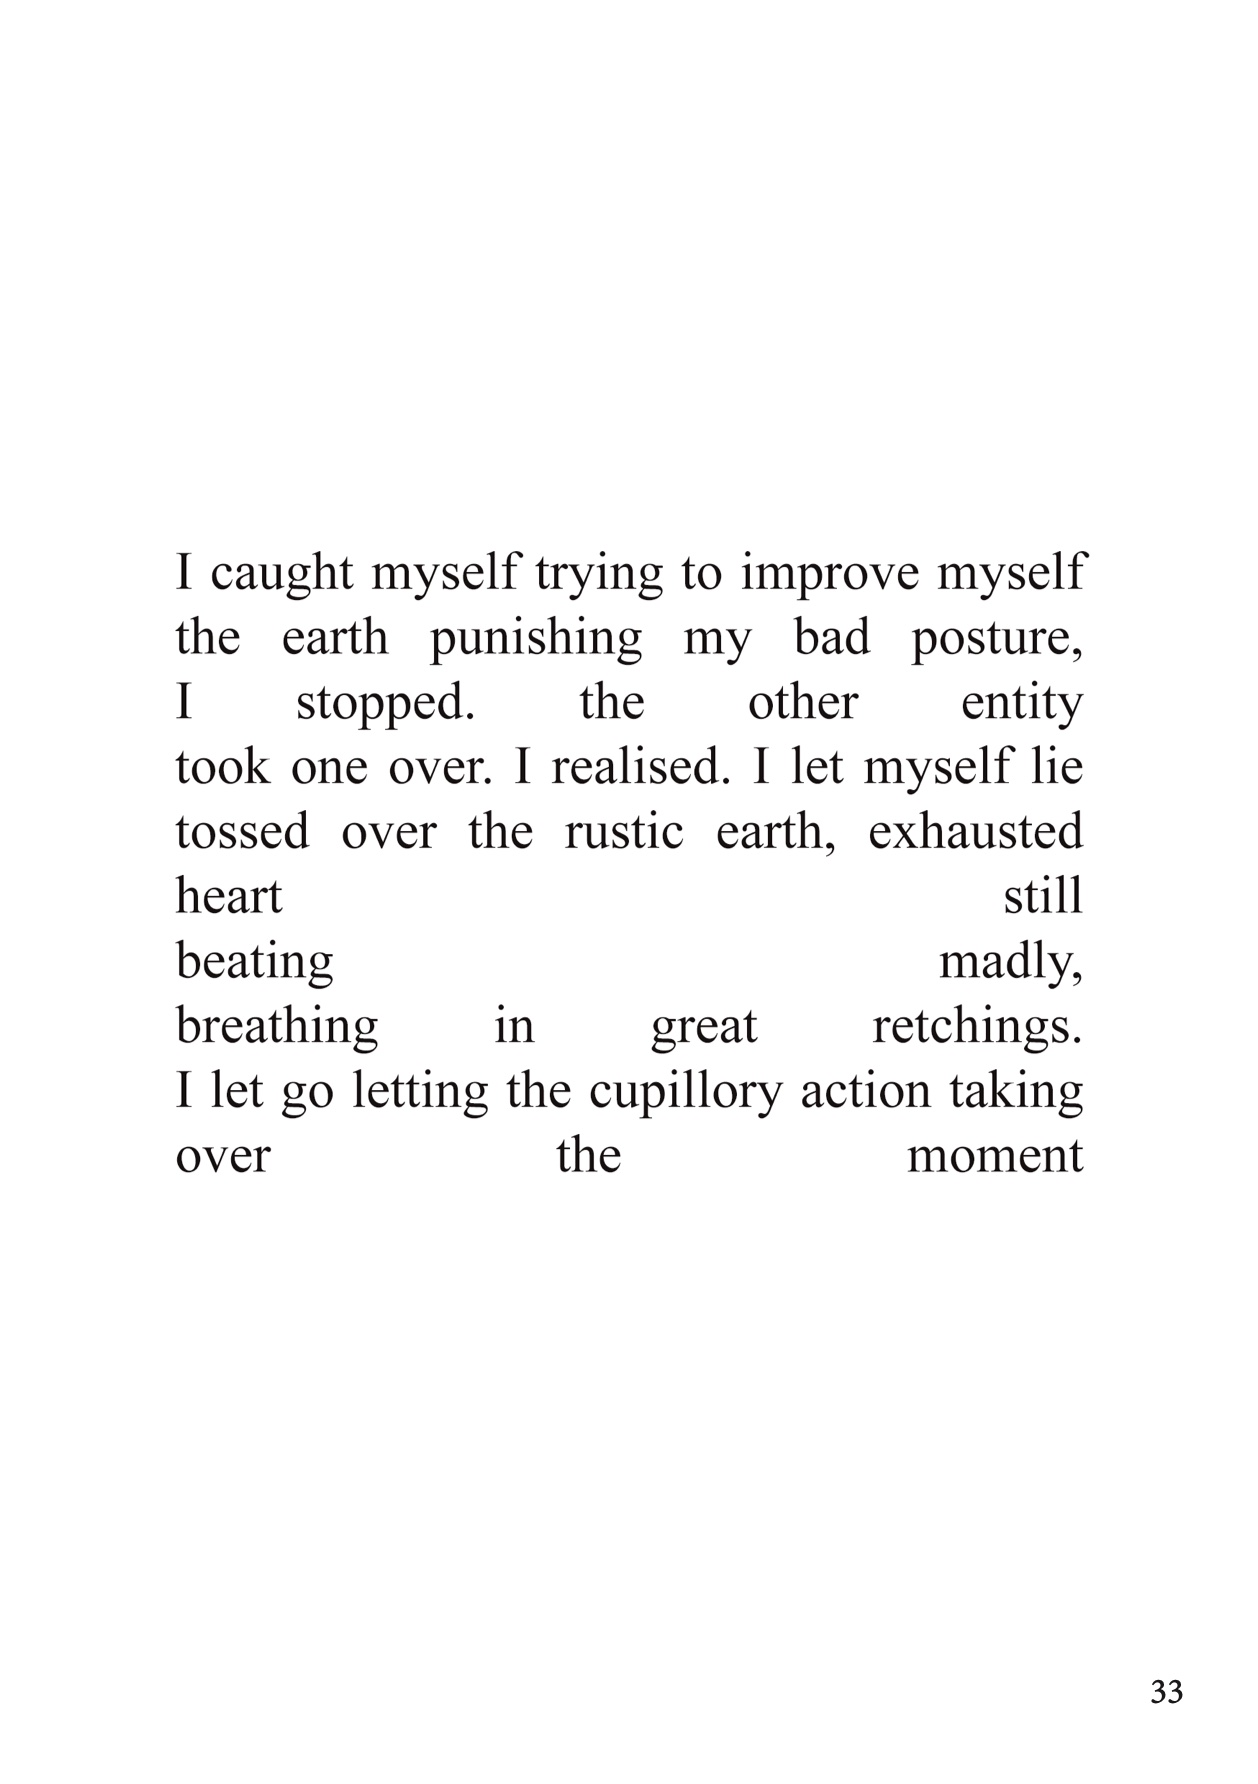 I caught myself trying to improve myself
the earth punishing my bad posture,
I stopped. the other entity
took one over. I realised. I let myself lie
tossed over the rustic earth, exhausted
heart still
beating madly,
breathing in great retchings.
I let go letting the cupillory action taking
over the moment
33